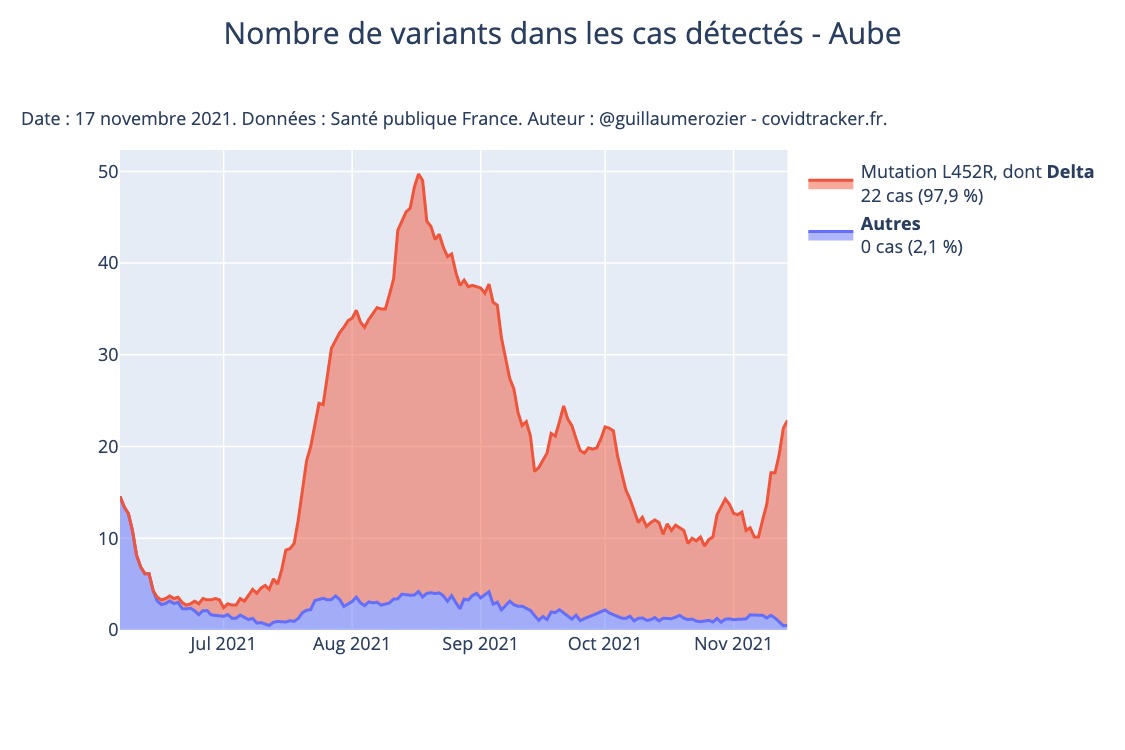 Nombre de variants dans les cas détectés - Aube
Date : 17 novembre 2021. Données : Santé publique France. Auteur : @guillaumerozier - covidtracker.fr.
50
40
30
20
10
0
Jul 2021
Aug 2021
Sep 2021
Oct 2021
Nov 2021
Mutation L452R, dont Delta
22 cas (97,9 %)
Autres
0 cas (2,1 %)